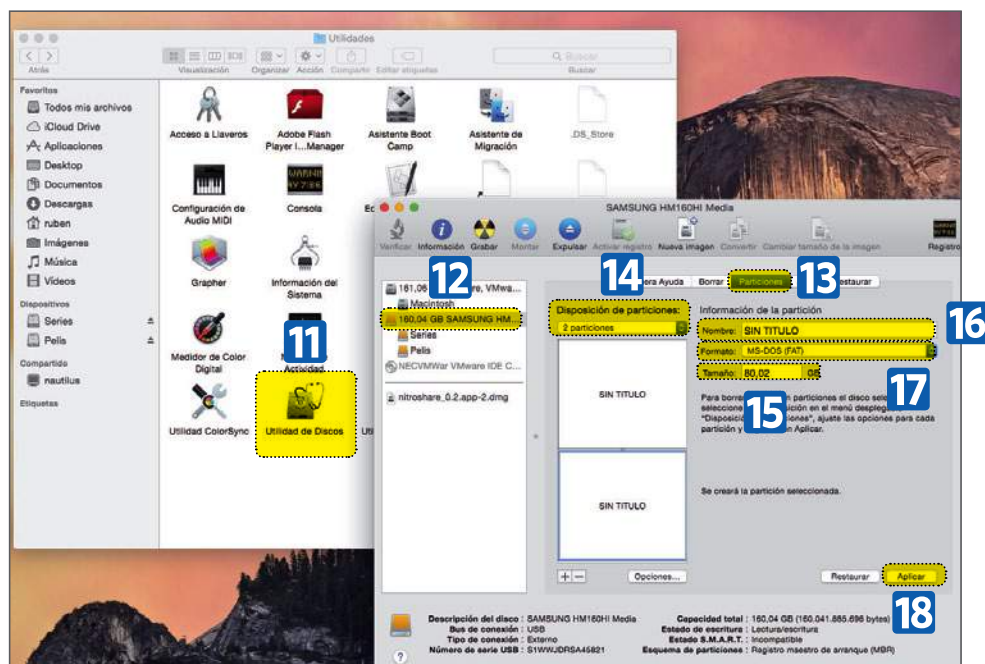 Utilidades
Atrás
Visualización Organizar Acción Compartir Editar etiquetas
Buscar
Buscar
Favoritos
Todos mis archivos
iCloud Drive
Aplicaciones
Desktop
Documentos
Descargas
ruben
Imágenes
Música
Vídeos
Dispositivos
Series
Pelis
Compartido
nautilus
Etiquetas
Acceso a Llaveros
Adobe Flash
Player I...Manager
Asistente Boot
Camp
Asistente de
Migración
.DS_Store
Configuración de
Audio MIDI
Consola
Grapher
Información del
Sistema
Medidor de Color
Digital
Actividad
11
Utilidad ColorSync
Utilidad de Discos
SAMSUNG HM160HI Media
Verificar Información Grabar Montar Expulsar Activar registro Nueva imagen Convertir Cambiar tamaño de la imagen Registro
12
14
13
Macintosh
160,04 GB SAMSUNG HM...
Series
Pelis
NECVMWar VMware IDE C...
nitroshare_0.2.app-2.dmg
Ayuda Borrar Particiones
Disposición de particiones:
2 particiones
SIN TITULO
SIN TITULO
Información de la partición
16
Nombre: SIN TITULO
Formato: MS-DOS (FAT)
17
Tamaño: 80,02 GB
15
partición y
Aplicar.
Se creará la partición seleccionada.
+ −
Opciones...
Restaurar
Aplicar
18
Descripción del disco : SAMSUNG HM160HI Media
Bus de conexión : USB
Tipo de conexión : Externo
Número de serie USB : S1WWJDRSA45821
Capacidad total : 160,04 GB (160.041.885.696 bytes)
Estado de escritura : Lectura/escritura
Estado S.M.A.R.T. : Incompatible
Esquema de particiones : Registro maestro de arranque (MBR)
?